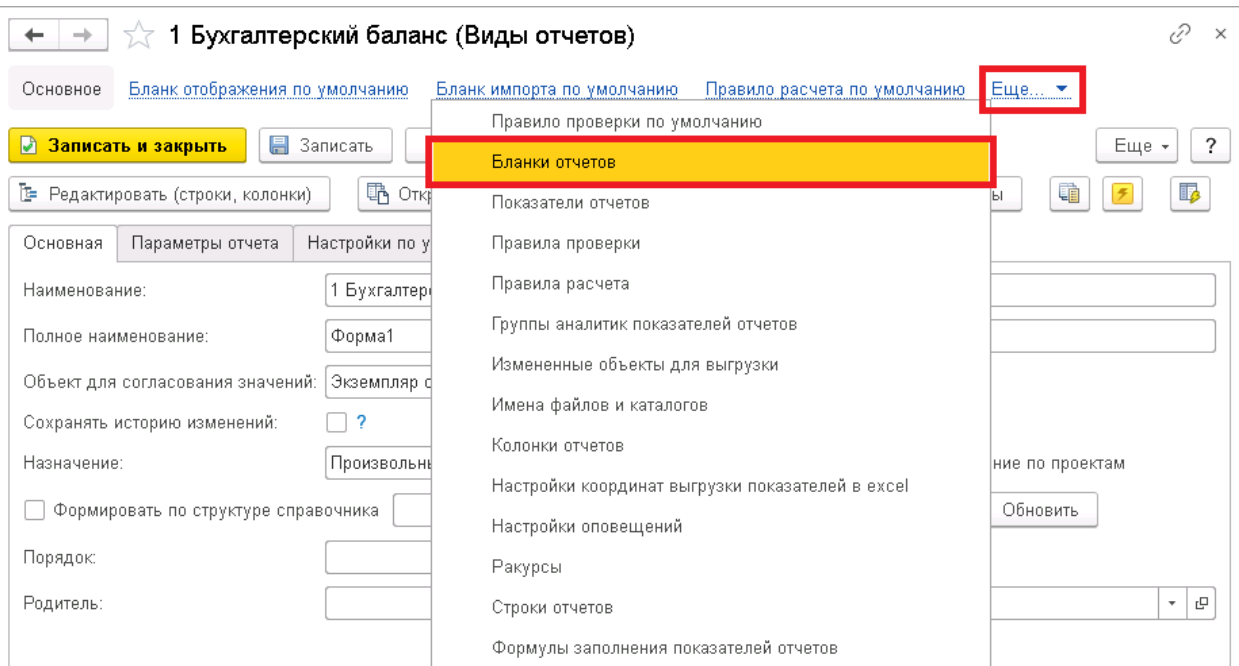 1 Бухгалтерский баланс (Виды отчетов)
Основное Бланк отображения по умолчанию Бланк импорта по умолчанию Правило расчета по умолчанию Еще...
Правило проверки по умолчанию
Записать и закрыть Записать Бланки отчетов Еще ?
Редактировать (строки, колонки) Показатели отчетов
Основная Параметры отчета Настройки по Правила проверки
Наименование: 1 Правила расчета
Полное наименование: Форма1 Группы аналитик показателей отчетов
Объект для согласования значений: Экземпляр Измененные объекты для выгрузки
Сохранять историю изменений: ? Имена файлов и каталогов
Колонки отчетов
Назначение: по проектам
Настройки координат выгрузки показателей в excel
Формировать по структуре справочника Обновить
Настройки оповещений
Порядок: Ракурсы
Родитель: Строки отчетов
Формулы заполнения показателей отчетов